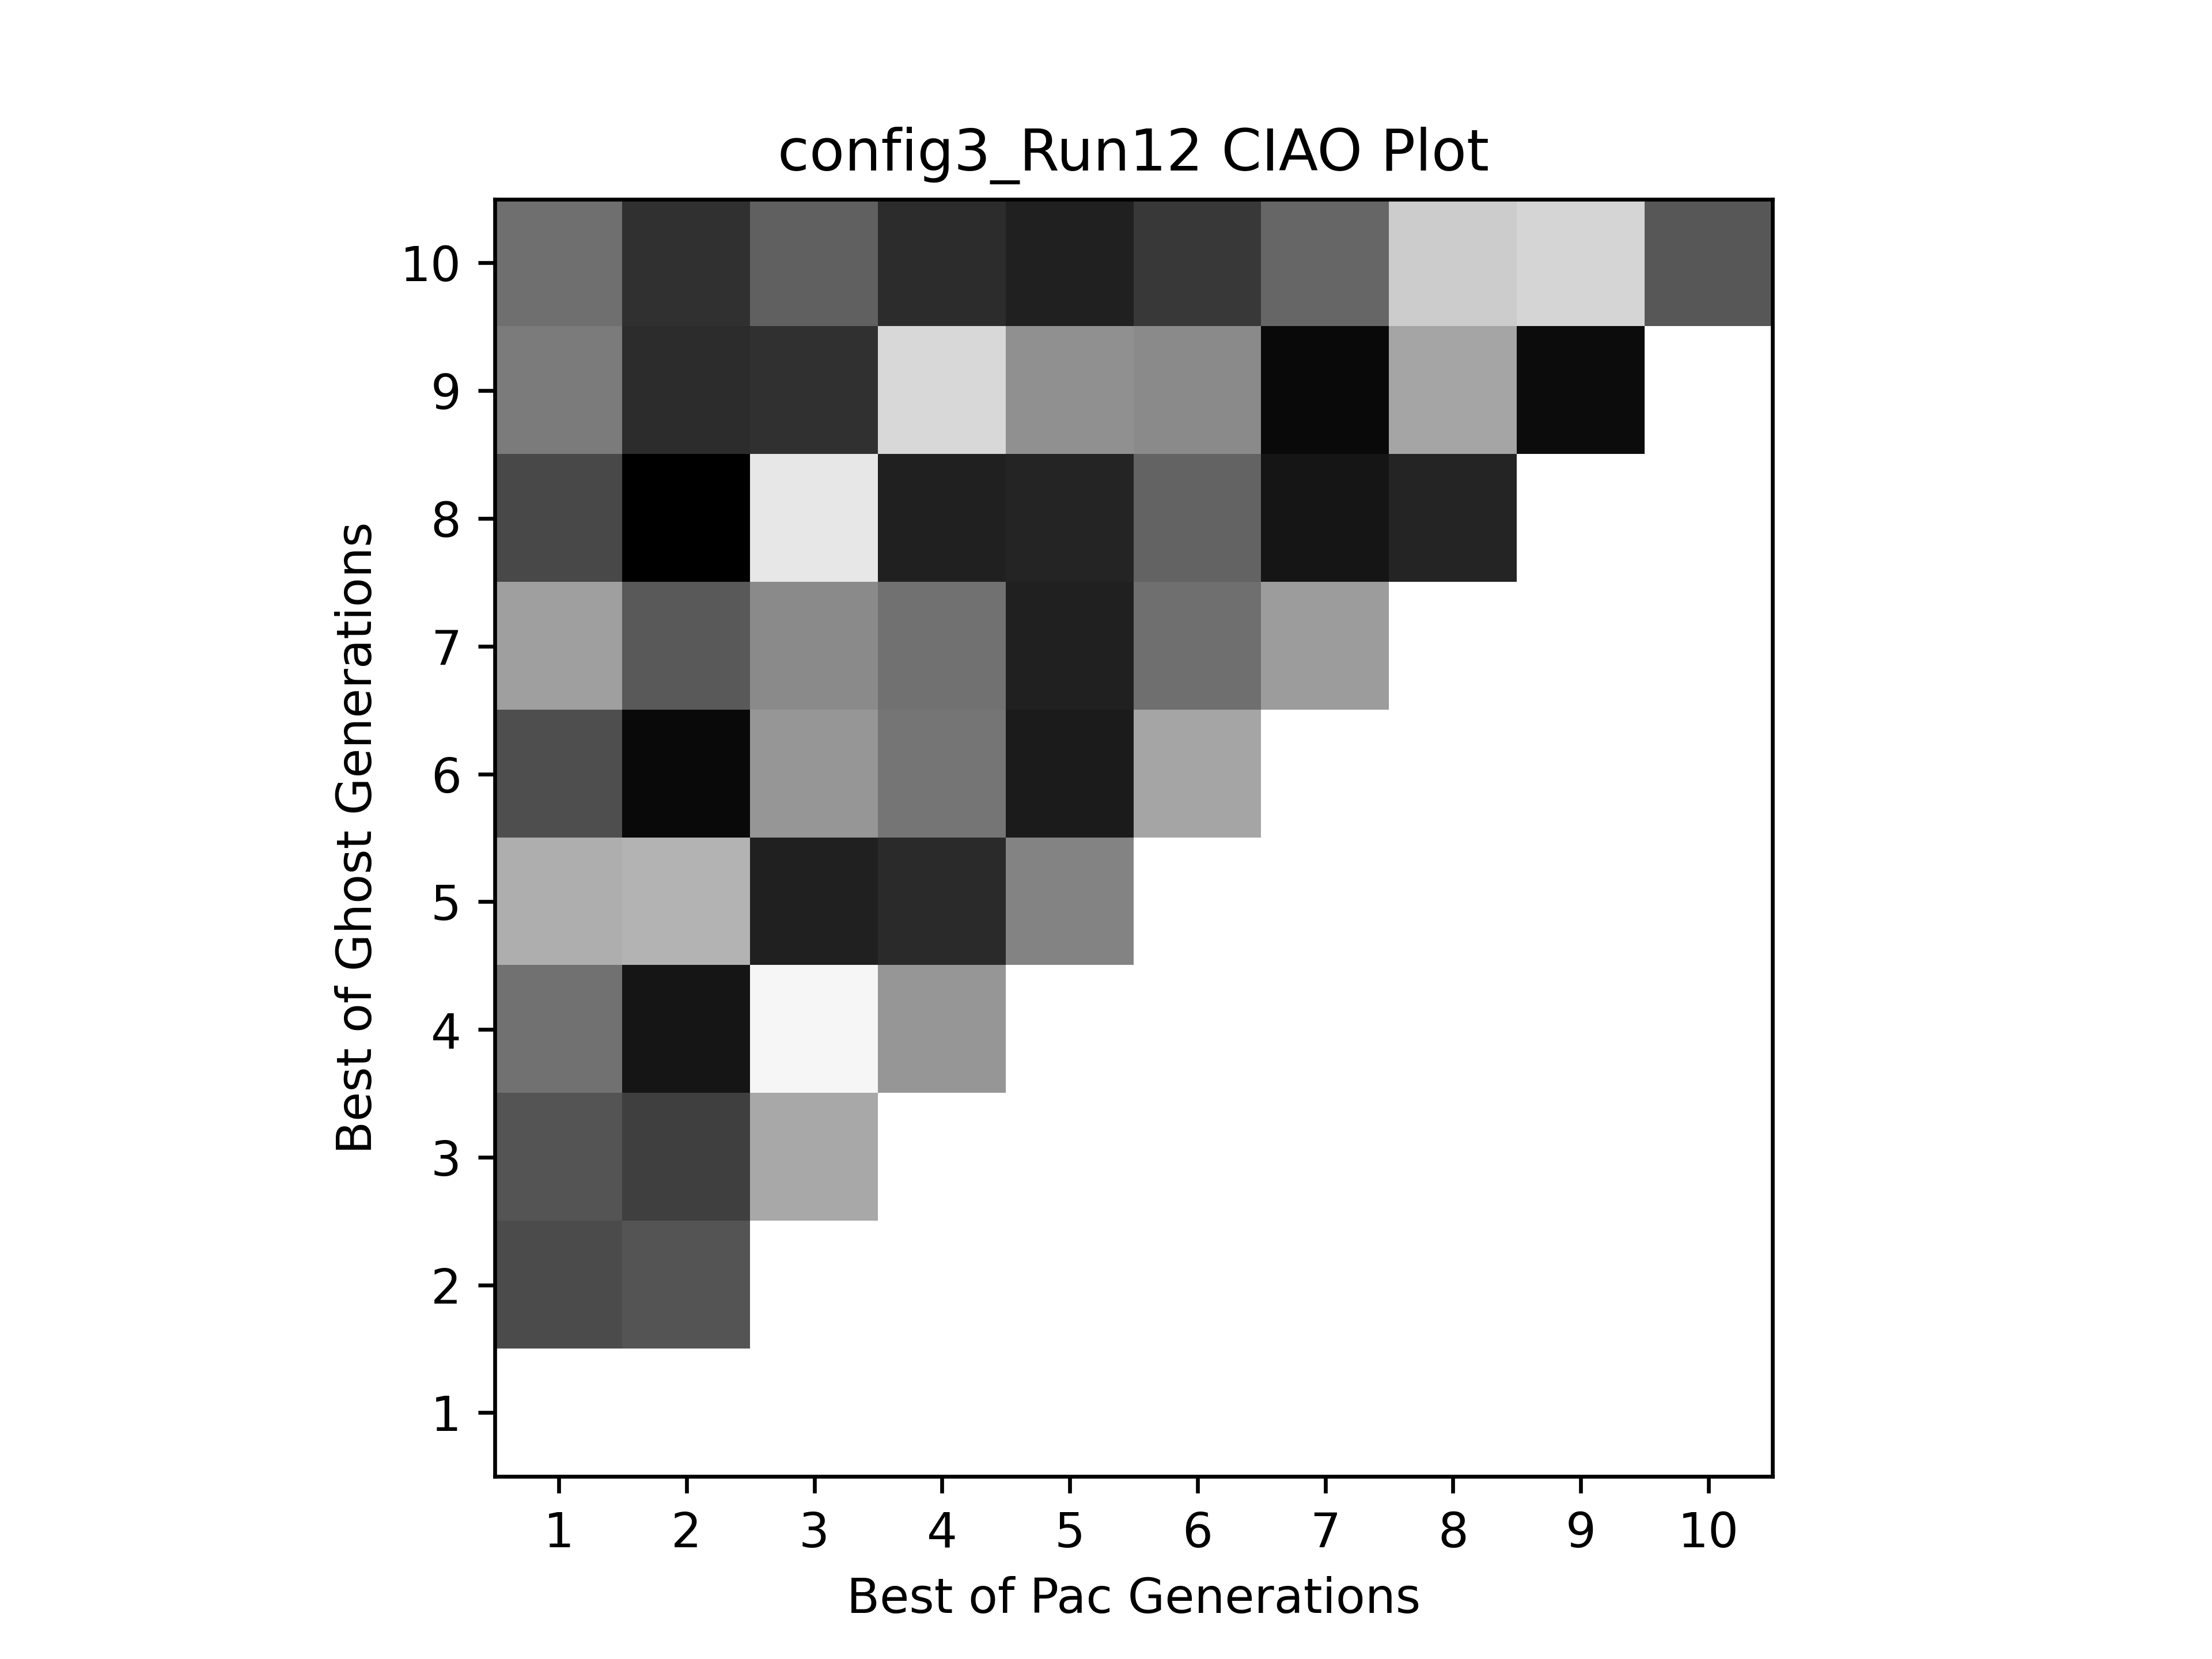 config3_Run12 CIAO Plot
Best of Ghost Generations
10
9
8
7
6
5
4
3
2
1
1 2 3 4 5 6 7 8 9 10
Best of Pac Generations